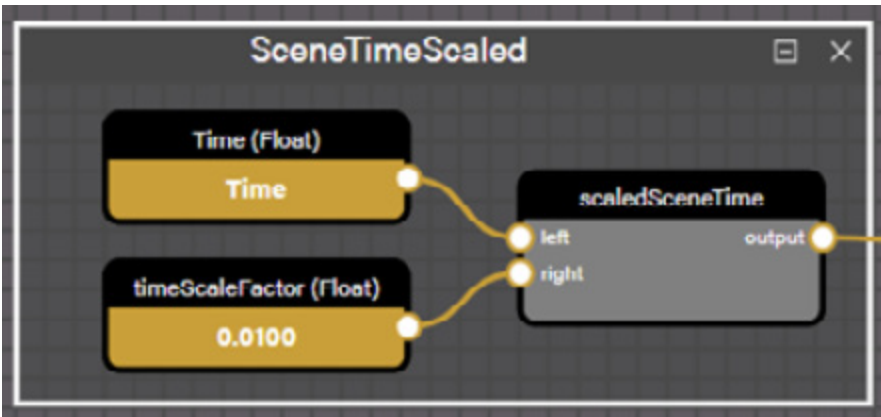 SceneTimeScaled
Time (Float)
Time
scaledSceneTime
left
output
right
timeScaleFactor (Float)
0.0100